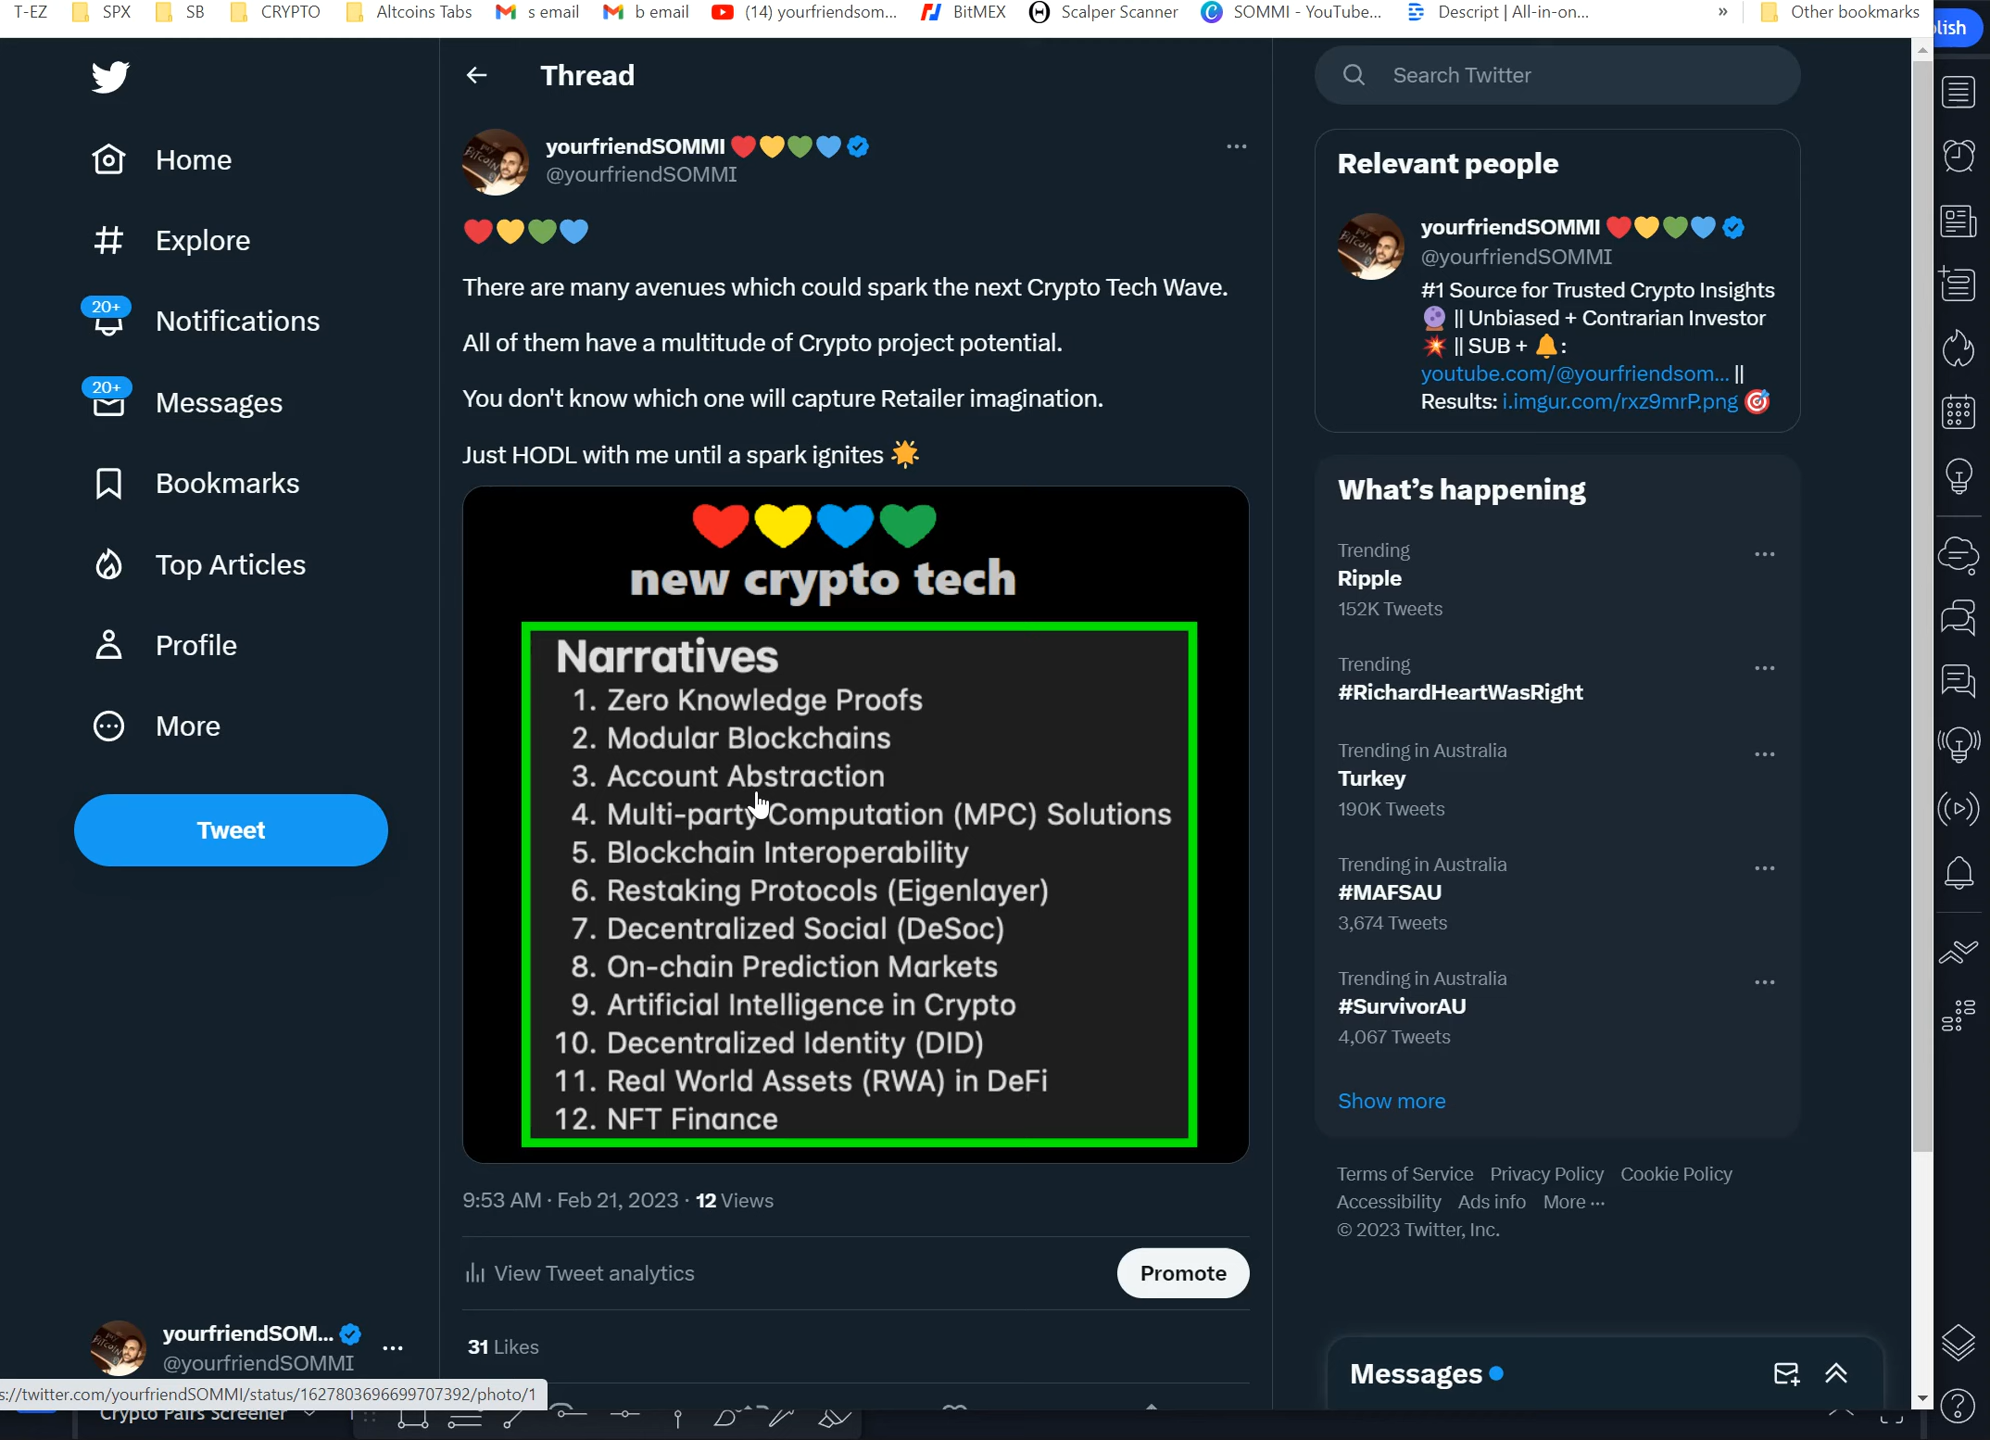 T-EZ SPX SB CRYPTO Altcoins Tabs s email b email (14) yourfriendsom... BitMEX Scalper Scanner SOMMI - YouTube... Descript | All-in-on... » Other bookmarks
lish
Thread
Search Twitter
yourfriendSOMMI
@yourfriendSOMMI
Home
Explore
20+
Notifications
20+
Messages
Bookmarks
Top Articles
Profile
More
Tweet
There are many avenues which could spark the next Crypto Tech Wave.
All of them have a multitude of Crypto project potential.
You don't know which one will capture Retailer imagination.
Just HODL with me until a spark ignites
new crypto tech
Narratives
1. Zero Knowledge Proofs
2. Modular Blockchains
3. Account Abstraction
4. Multi-party Computation (MPC) Solutions
5. Blockchain Interoperability
6. Restaking Protocols (Eigenlayer)
7. Decentralized Social (DeSoc)
8. On-chain Prediction Markets
9. Artificial Intelligence in Crypto
10. Decentralized Identity (DID)
11. Real World Assets (RWA) in DeFi
12. NFT Finance
9:53 AM · Feb 21, 2023 · 12 Views
View Tweet analytics
Promote
31 Likes
Relevant people
yourfriendSOMMI
@yourfriendSOMMI
#1 Source for Trusted Crypto Insights
|| Unbiased + Contrarian Investor
|| SUB + :
youtube.com/@yourfriendsom... ||
Results: i.imgur.com/rxz9mrP.png
What's happening
Trending
Ripple
152K Tweets
Trending
#RichardHeartWasRight
Trending in Australia
Turkey
190K Tweets
Trending in Australia
#MAFSAU
3,674 Tweets
Trending in Australia
#SurvivorAU
4,067 Tweets
Show more
Terms of Service Privacy Policy Cookie Policy
Accessibility Ads info More ···
© 2023 Twitter, Inc.
Messages
yourfriendSOM...
@yourfriendSOMMI
s://twitter.com/yourfriendSOMMI/status/1627803696699707392/photo/1
Crypto Pairs Screener